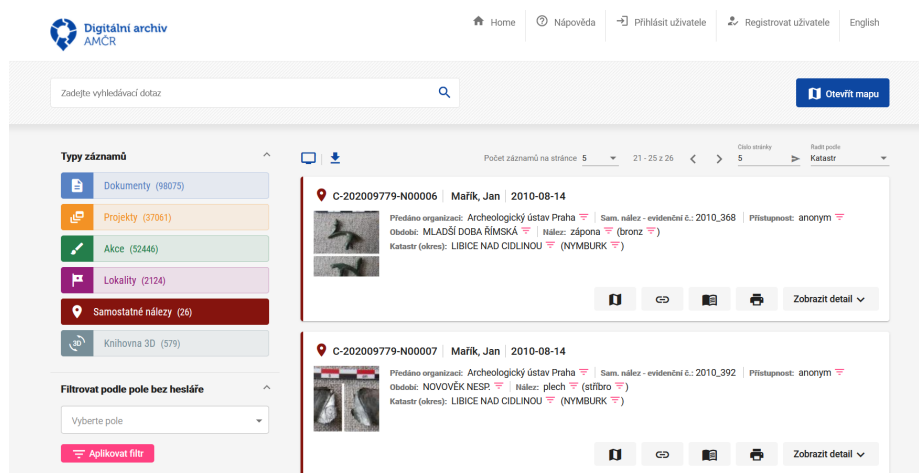 Digitální archiv
AMČR
Home
Nápověda
Přihlásit uživatele
Registrovat uživatele
English
Zadejte vyhledávací dotaz
Otevřít mapu
Typy záznamů
Dokumenty (98075)
Projekty (37061)
Akce (52446)
Lokality (2124)
Samostatné nálezy (26)
3D Knihovna 3D (579)
Filtrovat podle pole bez hesláře
Vyberte pole
Aplikovat filtr
Počet záznamů na stránce 5
21 - 25 z 26
Číslo stránky
5
Řadit podle
Katastr
C-202009779-N00006 Mařík, Jan 2010-08-14
Předáno organizaci: Archeologický ústav Praha Sam. nález - evidenční č.: 2010_368 Přístupnost: anonym
Období: MLADŠÍ DOBA ŘÍMSKÁ Nález: zápona (bronz)
Katastr (okres): LIBICE NAD CIDLINOU (NYMBURK)
Zobrazit detail
C-202009779-N00007 Mařík, Jan 2010-08-14
Předáno organizaci: Archeologický ústav Praha Sam. nález - evidenční č.: 2010_392 Přístupnost: anonym
Období: NOVOVĚK NESP. Nález: plech (stříbro)
Katastr (okres): LIBICE NAD CIDLINOU (NYMBURK)
Zobrazit detail